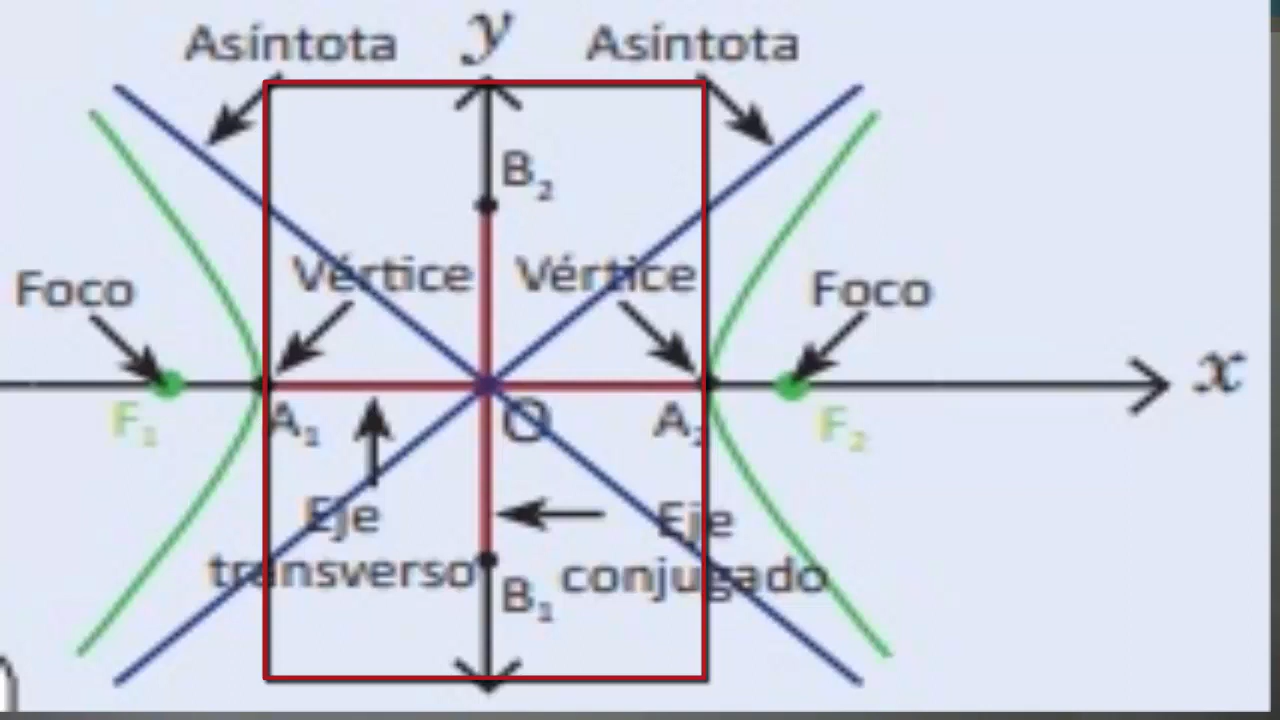 Asíntota y Asíntota
B₂
Vértice Vértice
Foco Foco
x
F₁ A₁ O A₂ F₂
Eje Eje
transverso conjugado
B₁